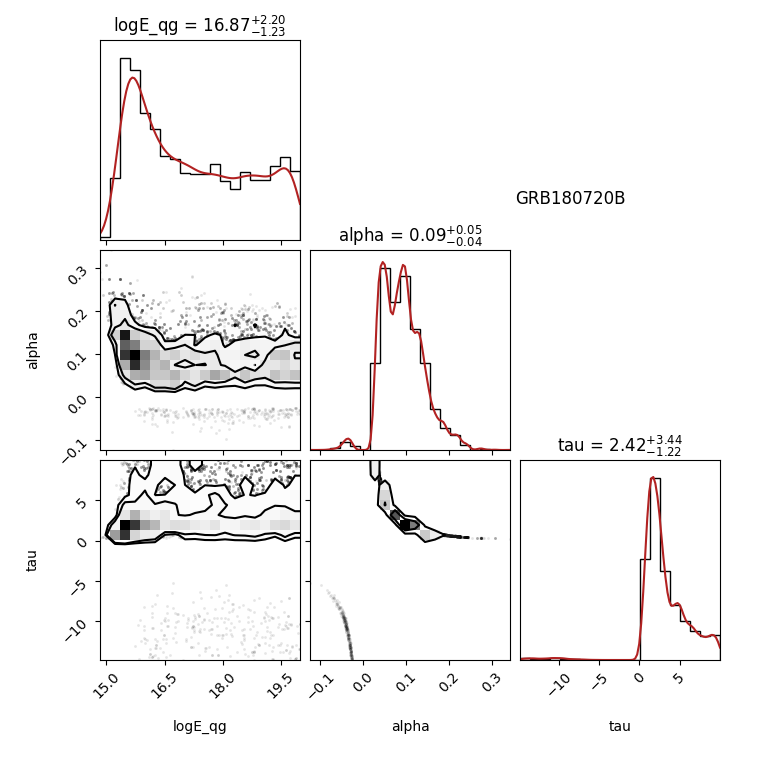 logE_qg = 16.87+2.20−1.23
GRB180720B
alpha = 0.09+0.05−0.04
alpha
0.3
0.2
0.1
0.0
−0.1
tau = 2.42+3.44−1.22
tau
5
0
−5
−10
15.0 16.5 18.0 19.5
−0.1 0.0 0.1 0.2 0.3
−10 −5 0 5
logE_qg alpha tau